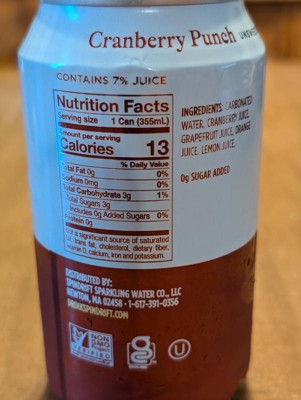 Cranberry Punch
CONTAINS 7% JUICE
Nutrition Facts
Serving size 1 Can (355mL)
Amount per serving
Calories 13
% Daily Value
Total Fat 0g 0%
Sodium 0mg 0%
Total Carbohydrate 3g 1%
Total Sugars 3g
Includes 0g Added Sugars 0%
Protein 0g
Not a significant source of saturated
fat, trans fat, cholesterol, dietary fiber,
vitamin D, calcium, iron and potassium.
INGREDIENTS: CARBONATED
WATER, CRANBERRY JUICE,
GRAPEFRUIT JUICE, ORANGE
JUICE, LEMON JUICE.
0g SUGAR ADDED
DISTRIBUTED BY:
SPINDRIFT SPARKLING WATER CO., LLC
NEWTON, MA 02458 • 1-617-391-0356
DRINKSPINDRIFT.COM
NON
GMO
Project
VERIFIED
U